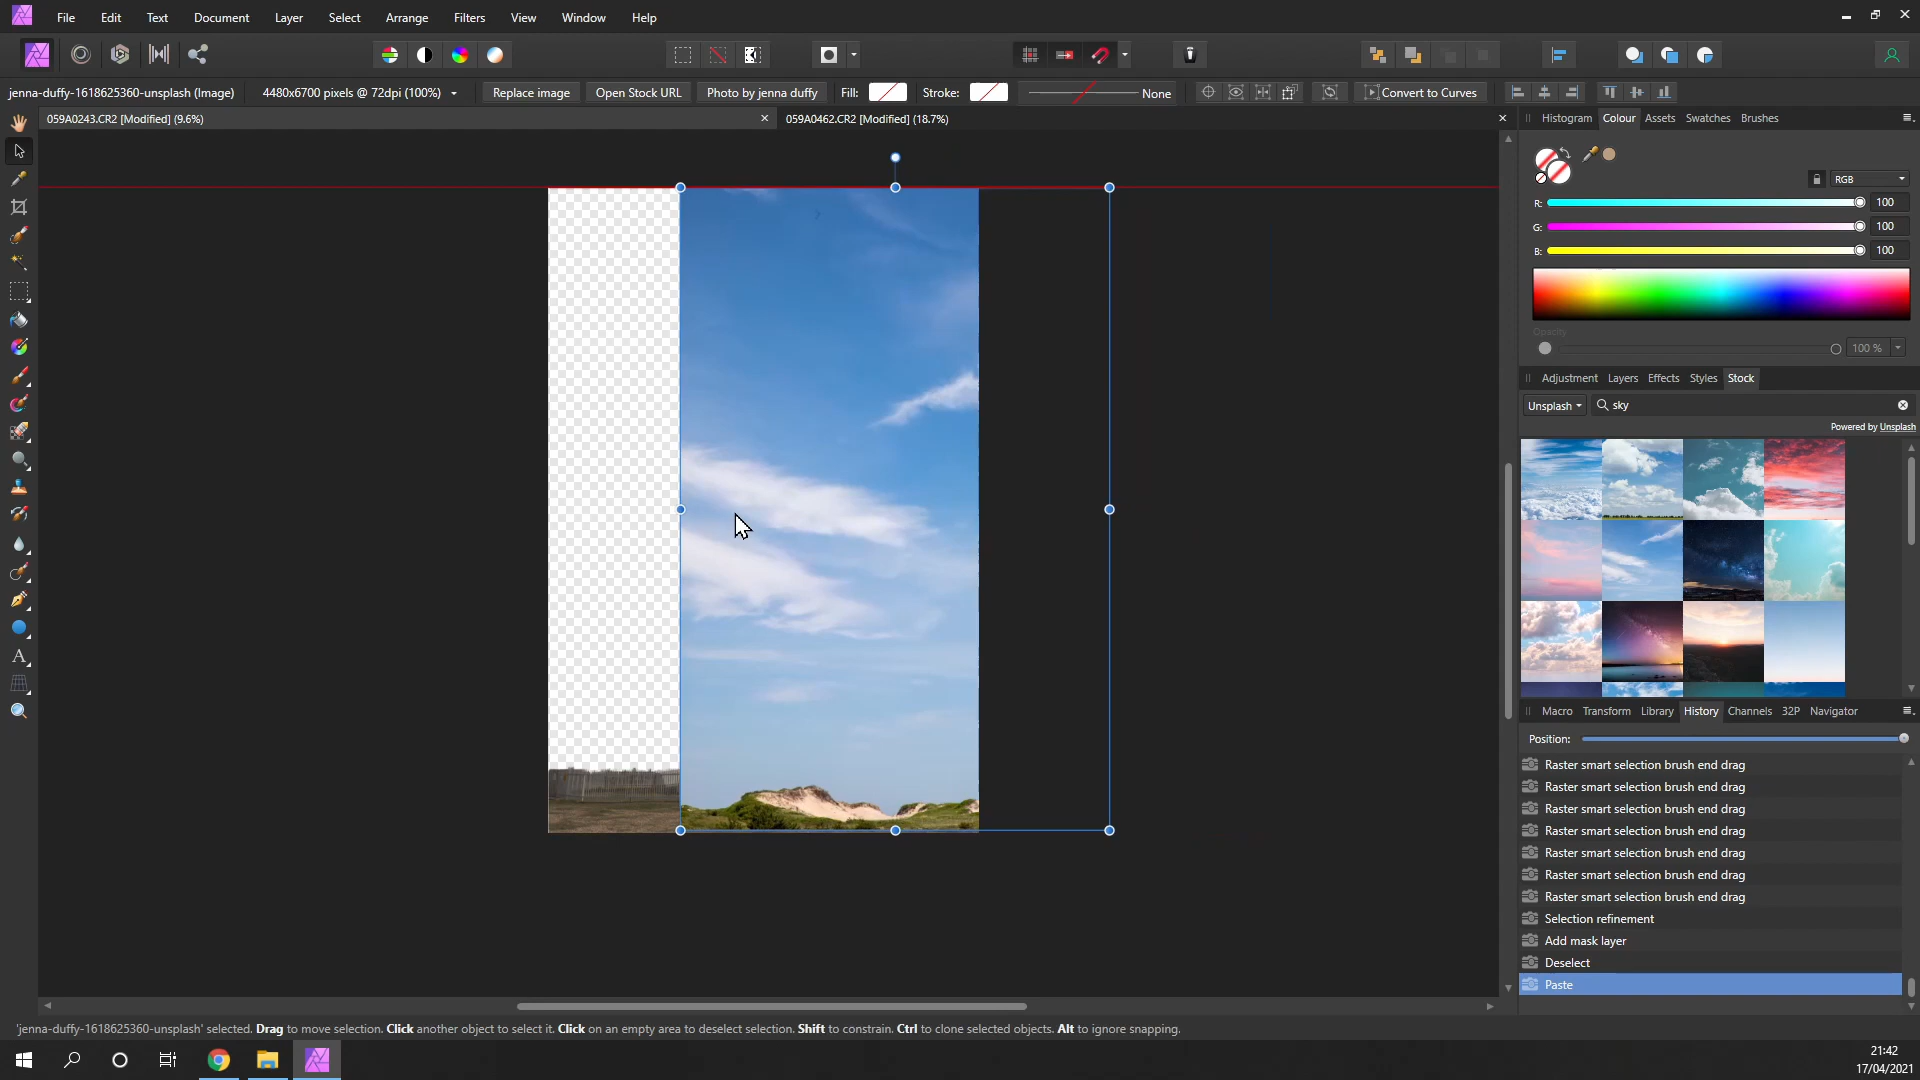 File Edit Text Document Layer Select Arrange Filters View Window Help
jenna-duffy-1618625360-unsplash (Image) 4480x6700 pixels @ 72dpi (100%) Replace image Open Stock URL Photo by jenna duffy Fill: Stroke: None Convert to Curves
059A0243.CR2 [Modified] (9.6%) 059A0462.CR2 [Modified] (18.7%)
Histogram Colour Assets Swatches Brushes
RGB
R: 100
G: 100
B: 100
Opacity
100 %
Adjustment Layers Effects Styles Stock
Unsplash sky
Powered by Unsplash
Macro Transform Library History Channels 32P Navigator
Position:
Raster smart selection brush end drag
Raster smart selection brush end drag
Raster smart selection brush end drag
Raster smart selection brush end drag
Raster smart selection brush end drag
Raster smart selection brush end drag
Raster smart selection brush end drag
Selection refinement
Add mask layer
Deselect
Paste
'jenna-duffy-1618625360-unsplash' selected. Drag to move selection. Click another object to select it. Click on an empty area to deselect selection. Shift to constrain. Ctrl to clone selected objects. Alt to ignore snapping.
21:42
17/04/2021